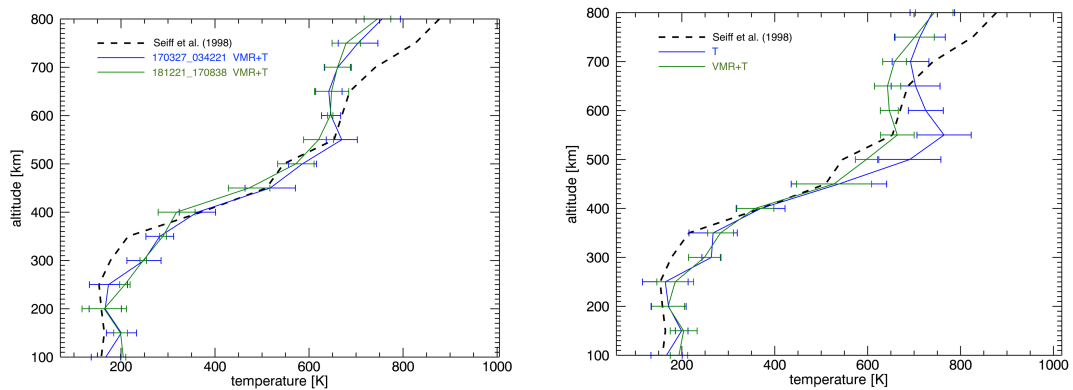 800
700
600
500
400
300
200
100
altitude [km]
Seiff et al. (1998)
170327_034221 VMR+T
181221_170838 VMR+T
200 400 600 800 1000
temperature [K]
800
700
600
500
400
300
200
100
altitude [km]
Seiff et al. (1998)
T
VMR+T
200 400 600 800 1000
temperature [K]